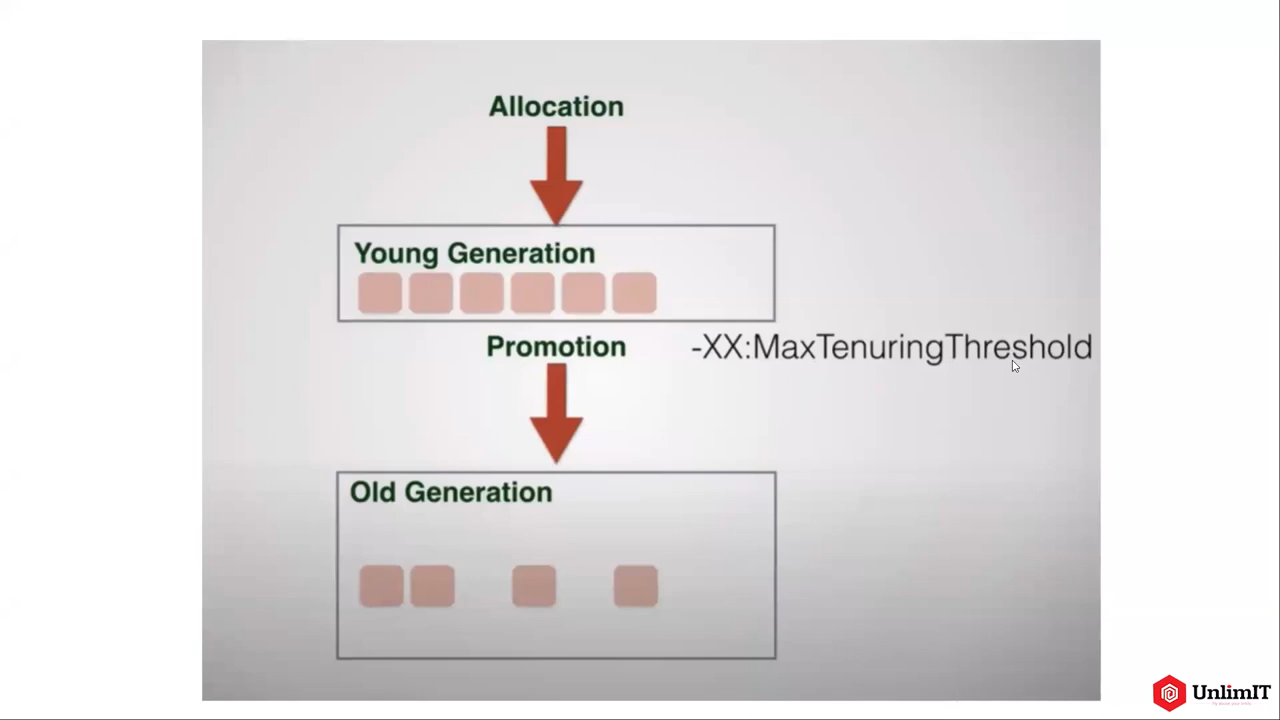 Allocation
Young Generation
Promotion
-XX:MaxTenuringThreshold
Old Generation
UnlimIT